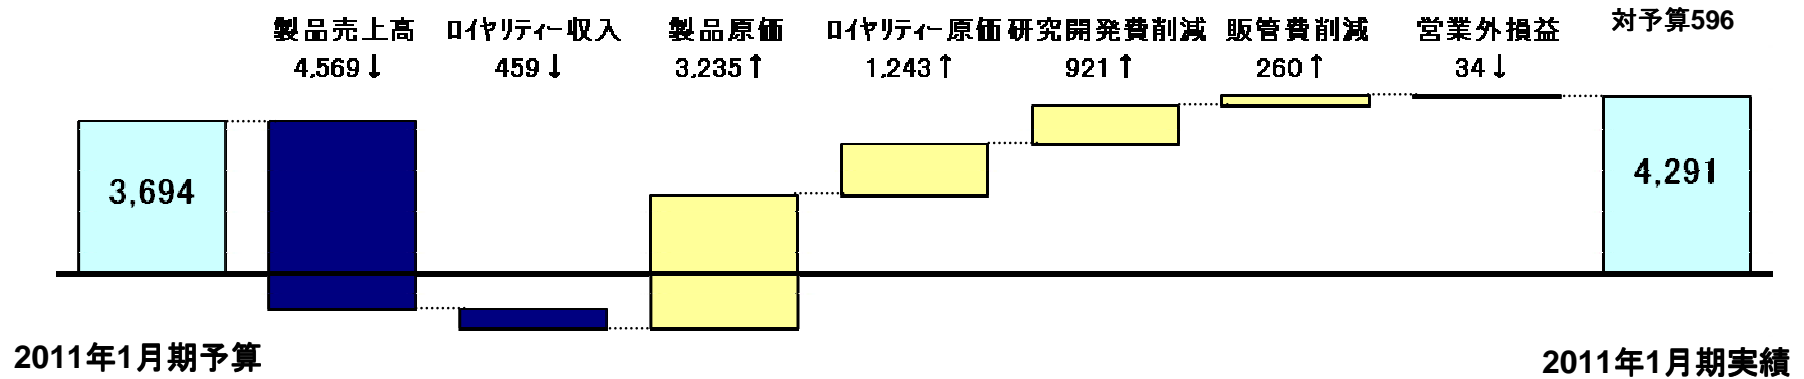 製品売上高 ロイヤリティー収入 製品原価 ロイヤリティー原価 研究開発費削減 販管費削減 営業外損益 対予算596
4,569↓ 459↓ 3,235↑ 1,243↑ 921↑ 260↑ 34↓
3,694
4,291
2011年1月期予算
2011年1月期実績